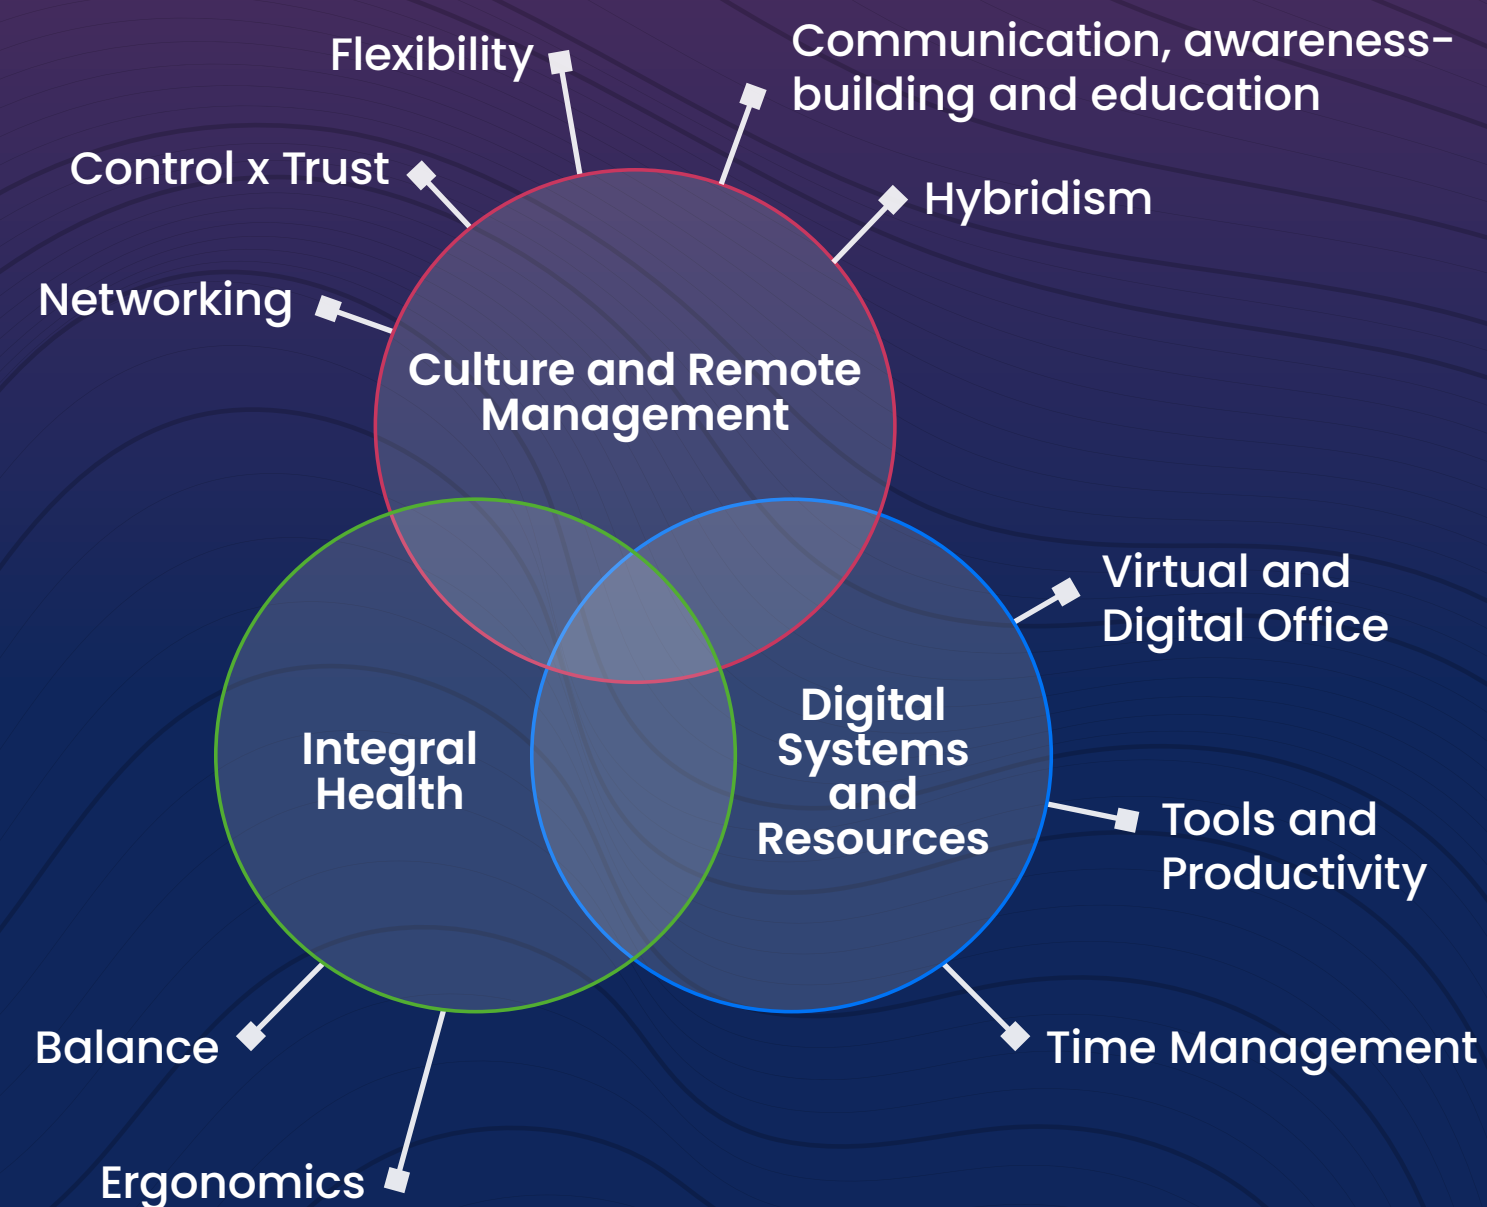 Flexibility
Communication, awareness-
building and education
Control x Trust
Hybridism
Networking
Culture and Remote
Management
Virtual and
Digital Office
Integral
Health
Digital
Systems
and
Resources
Tools and
Productivity
Balance
Time Management
Ergonomics